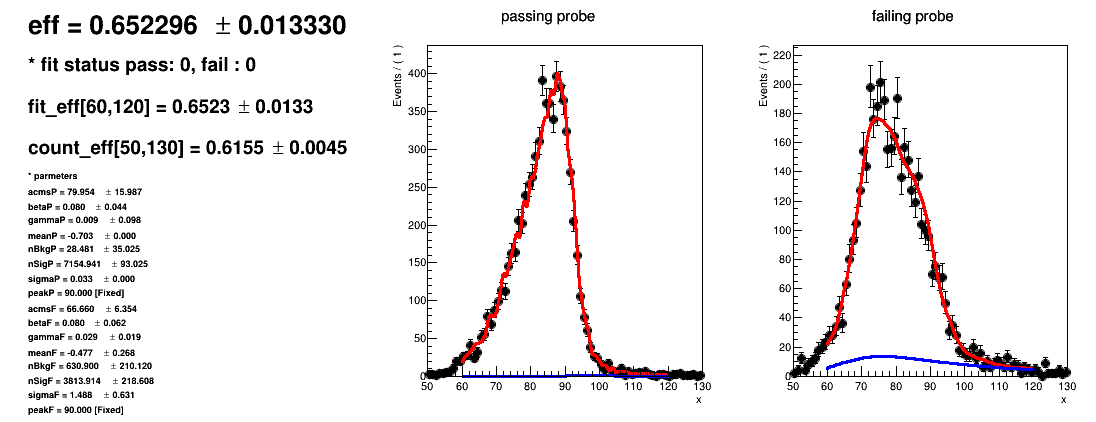 eff = 0.652296 ± 0.013330
* fit status pass: 0, fail : 0
fit_eff[60,120] = 0.6523 ± 0.0133
count_eff[50,130] = 0.6155 ± 0.0045
* parmeters
acmsP = 79.954 ± 15.987
betaP = 0.080 ± 0.044
gammaP = 0.009 ± 0.098
meanP = -0.703 ± 0.000
nBkgP = 28.481 ± 35.025
nSigP = 7154.941 ± 93.025
sigmaP = 0.033 ± 0.000
peakP = 90.000 [Fixed]
acmsF = 66.660 ± 6.354
betaF = 0.080 ± 0.062
gammaF = 0.029 ± 0.019
meanF = -0.477 ± 0.268
nBkgF = 630.900 ± 210.120
nSigF = 3813.914 ± 218.608
sigmaF = 1.488 ± 0.631
peakF = 90.000 [Fixed]
passing probe
Events / ( 1 )
400
350
300
250
200
150
100
50
0
50 60 70 80 90 100 110 120 130
x
failing probe
Events / ( 1 )
220
200
180
160
140
120
100
80
60
40
20
0
50 60 70 80 90 100 110 120 130
x